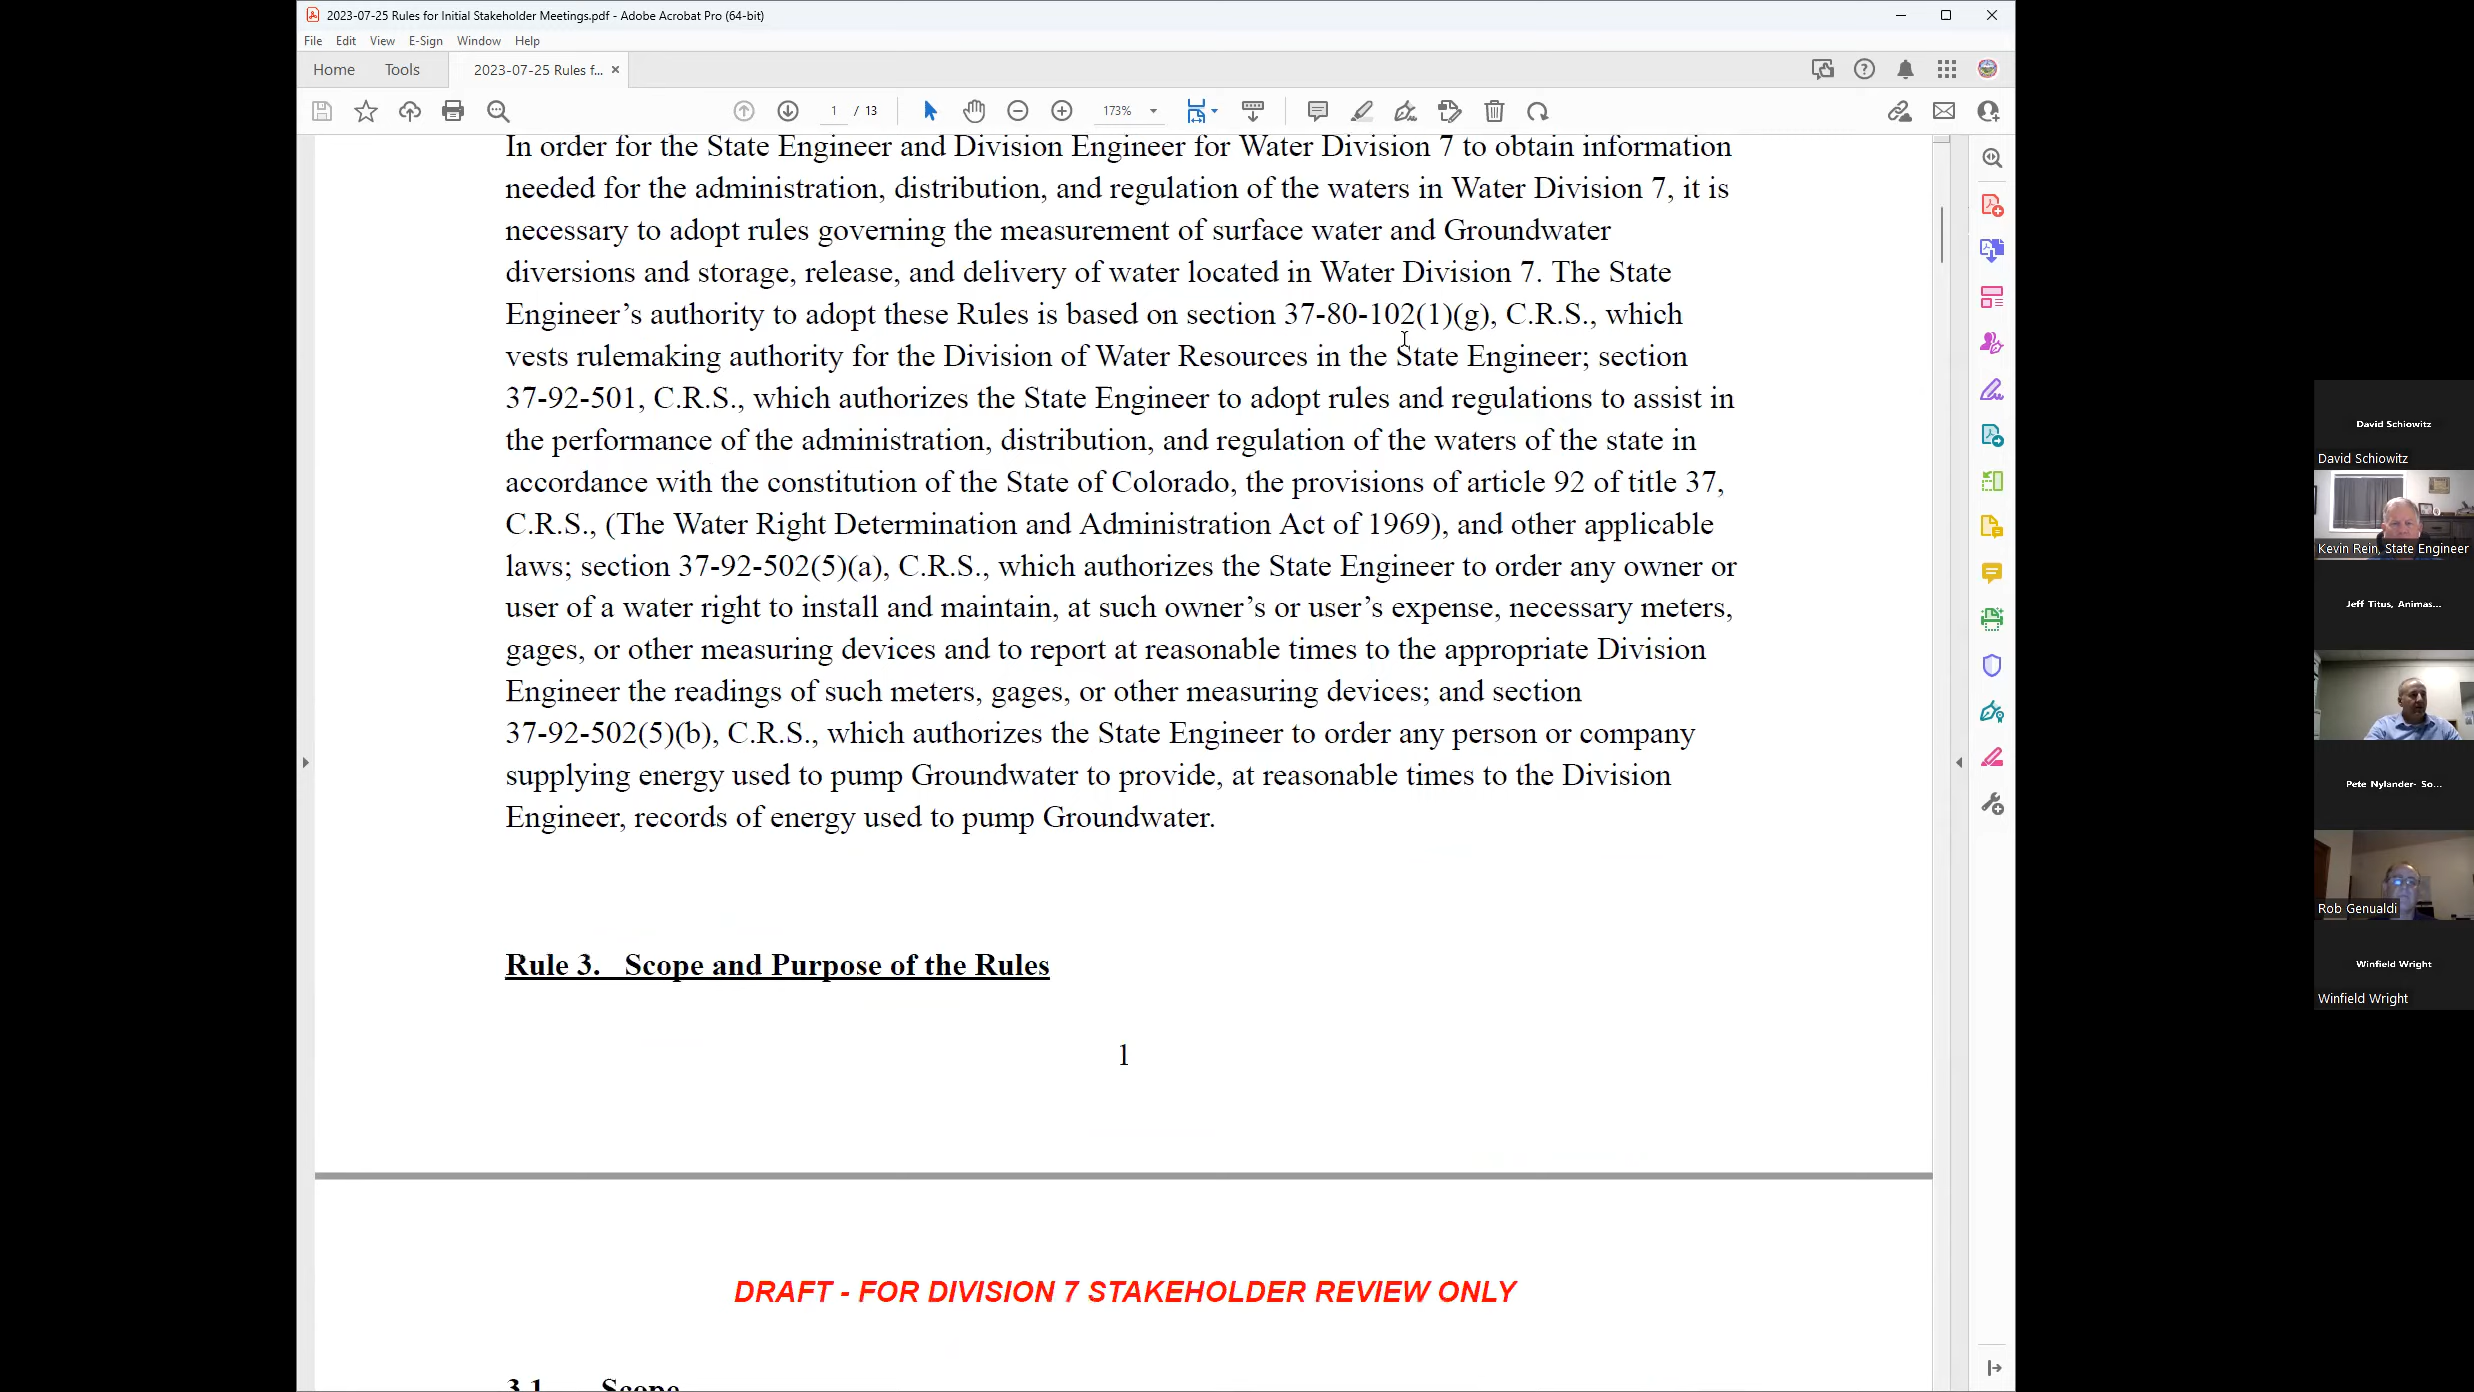 2023-07-25 Rules for Initial Stakeholder Meetings.pdf - Adobe Acrobat Pro (64-bit)
File Edit View E-Sign Window Help
Home Tools 2023-07-25 Rules f... ×
1 / 13 173%
In order for the State Engineer and Division Engineer for Water Division 7 to obtain information
needed for the administration, distribution, and regulation of the waters in Water Division 7, it is
necessary to adopt rules governing the measurement of surface water and Groundwater
diversions and storage, release, and delivery of water located in Water Division 7. The State
Engineer’s authority to adopt these Rules is based on section 37-80-102(1)(g), C.R.S., which
vests rulemaking authority for the Division of Water Resources in the State Engineer; section
37-92-501, C.R.S., which authorizes the State Engineer to adopt rules and regulations to assist in
the performance of the administration, distribution, and regulation of the waters of the state in
accordance with the constitution of the State of Colorado, the provisions of article 92 of title 37,
C.R.S., (The Water Right Determination and Administration Act of 1969), and other applicable
laws; section 37-92-502(5)(a), C.R.S., which authorizes the State Engineer to order any owner or
user of a water right to install and maintain, at such owner’s or user’s expense, necessary meters,
gages, or other measuring devices and to report at reasonable times to the appropriate Division
Engineer the readings of such meters, gages, or other measuring devices; and section
37-92-502(5)(b), C.R.S., which authorizes the State Engineer to order any person or company
supplying energy used to pump Groundwater to provide, at reasonable times to the Division
Engineer, records of energy used to pump Groundwater.
Rule 3. Scope and Purpose of the Rules
1
DRAFT - FOR DIVISION 7 STAKEHOLDER REVIEW ONLY
3.1 Scope
David Schiowitz
David Schiowitz
Kevin Rein, State Engineer
Jeff Titus, Animas...
Pete Nylander- So...
Rob Genualdi
Winfield Wright
Winfield Wright